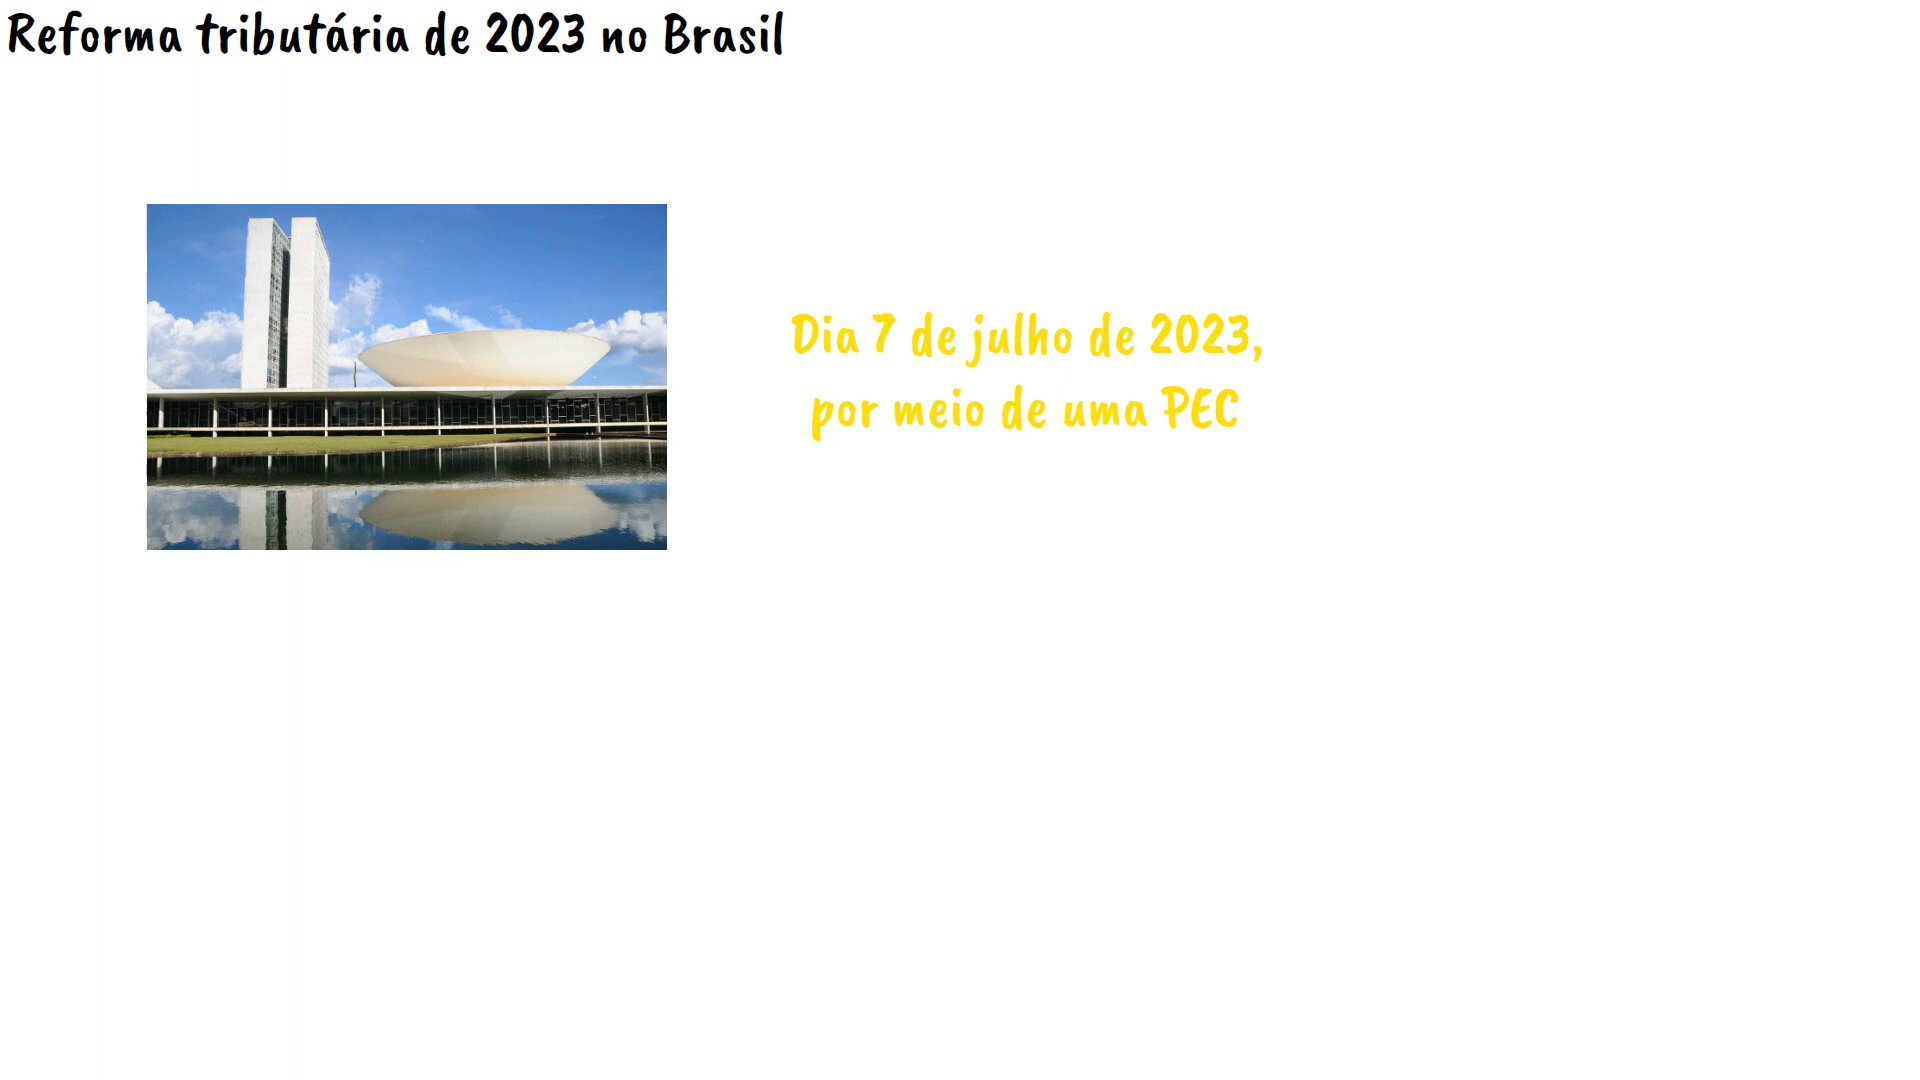 Reforma tributária de 2023 no Brasil
Dia 7 de julho de 2023,
por meio de uma PEC